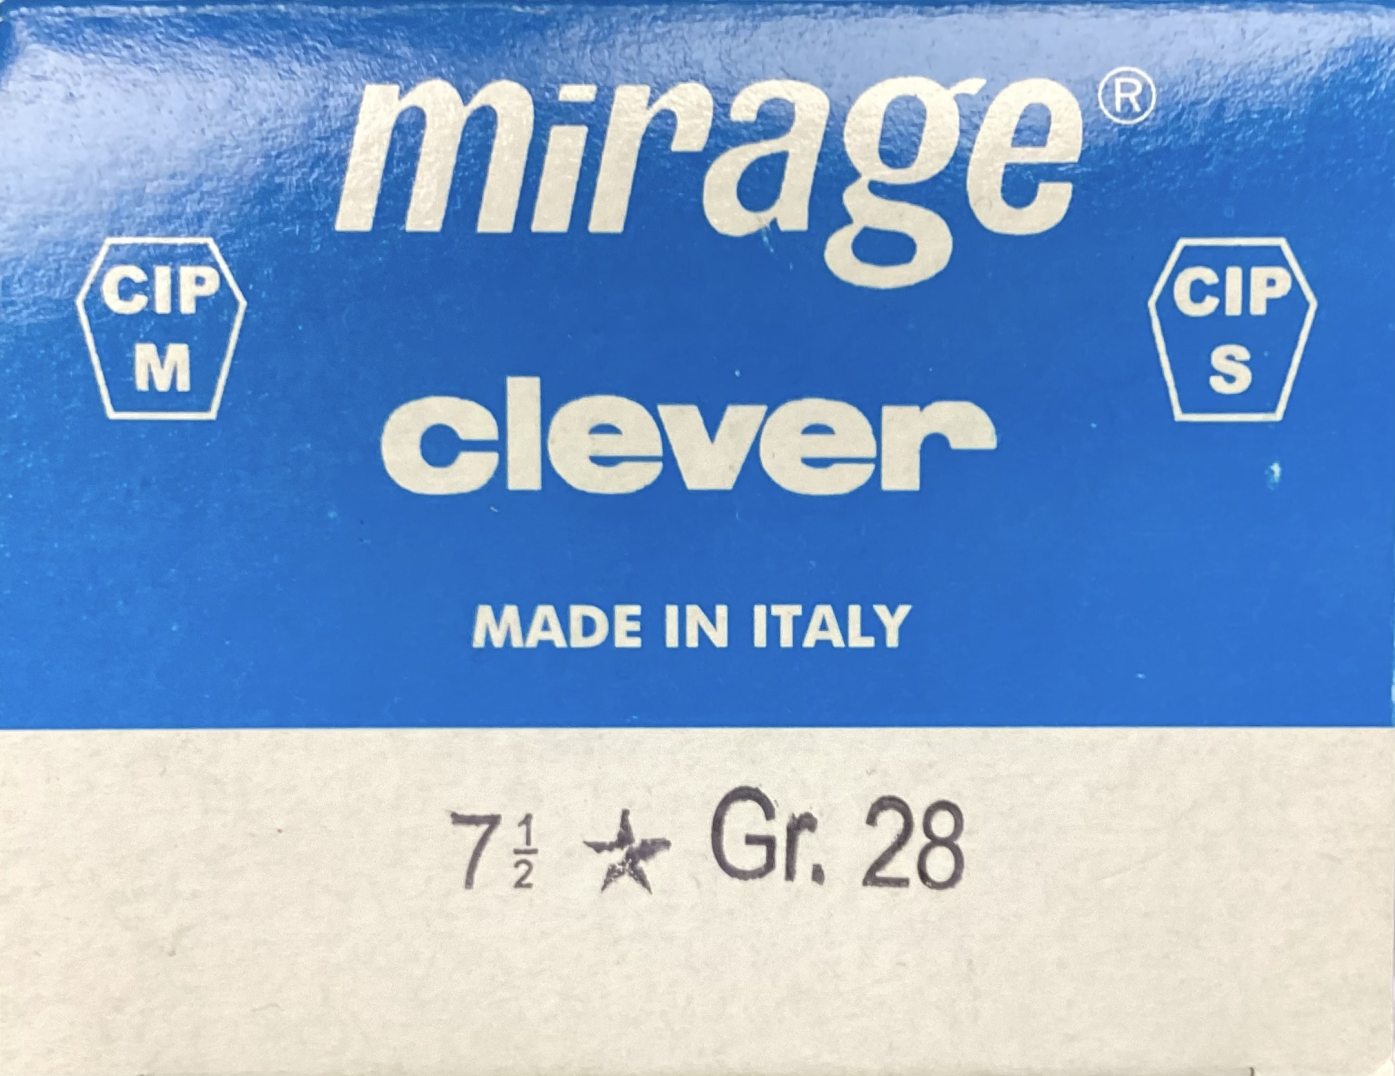 mirage®
CIP
M
CIP
S
clever
MADE IN ITALY
7½ ★ Gr. 28